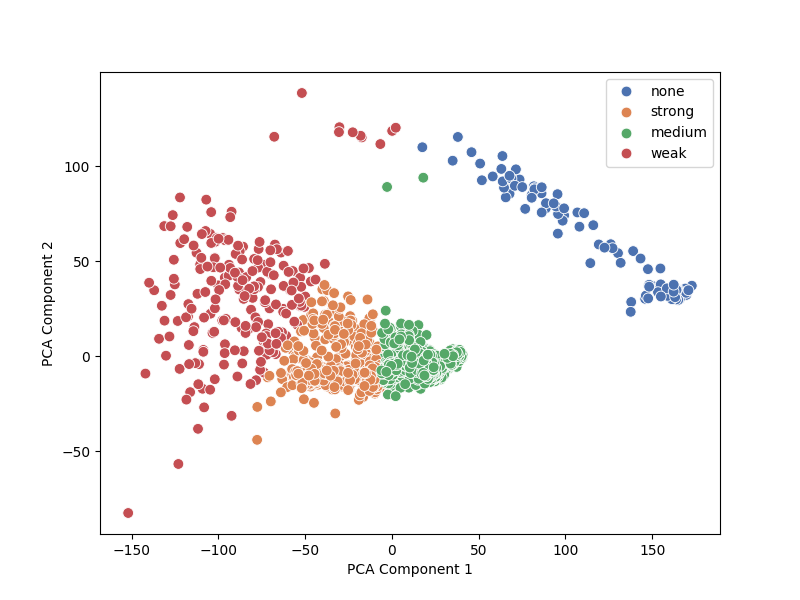 none
strong
medium
weak
100
50
0
−50
−150
−100
−50
0
50
100
150
PCA Component 1
PCA Component 2